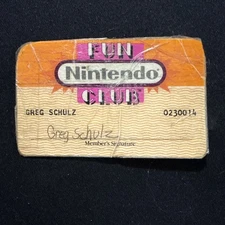 FUN
Nintendo
CLUB
GREG SCHULZ 0230014
Greg Schulz
Member's Signature